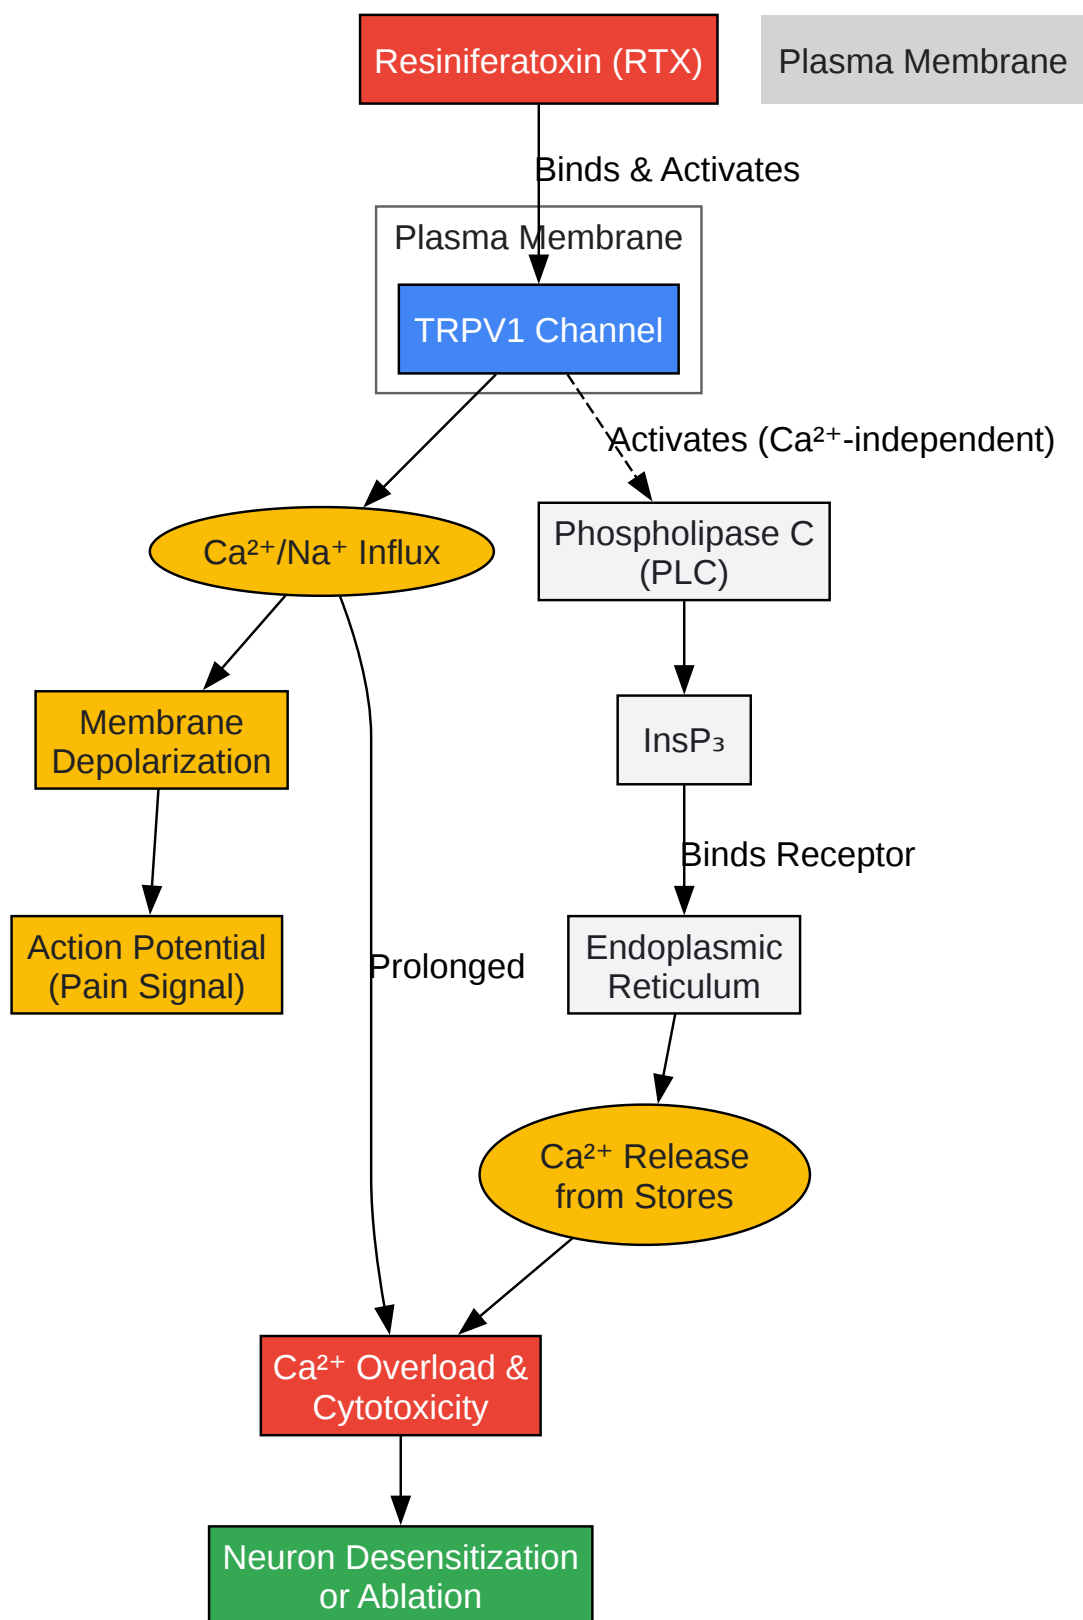 Resiniferatoxin (RTX)
Plasma Membrane
Binds & Activates
Plasma Membrane
TRPV1 Channel
Activates (Ca²⁺-independent)
Ca²⁺/Na⁺ Influx
Phospholipase C
(PLC)
Membrane
Depolarization
InsP₃
Binds Receptor
Action Potential
(Pain Signal)
Prolonged
Endoplasmic
Reticulum
Ca²⁺ Release
from Stores
Ca²⁺ Overload &
Cytotoxicity
Neuron Desensitization
or Ablation